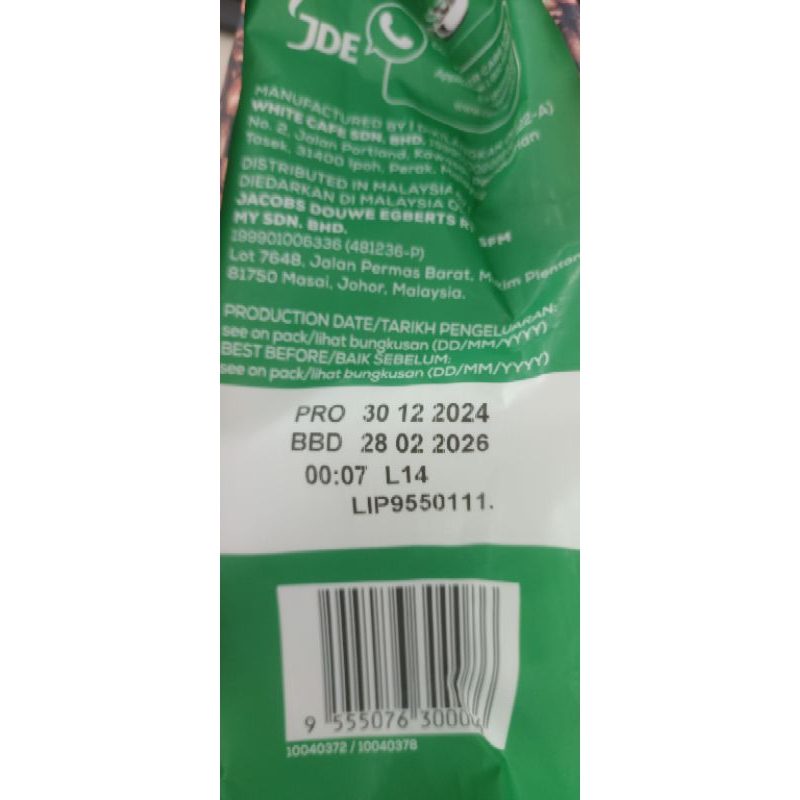 JDE
MANUFACTURED BY
WHITE CAFE SDN. BHD.
No. 2, Jalan Portland,
Tasek, 31400 Ipoh, Perak,
DISTRIBUTED IN MALAYSIA
DIEDARKAN DI MALAYSIA
JACOBS DOUWE EGBERTS
MY SDN. BHD.
199901006336 (481236-P)
Lot 7648, Jalan Permas Barat,
81750 Masai, Johor, Malaysia.
PRODUCTION DATE/TARIKH PENGELUARAN:
see on pack/lihat bungkusan (DD/MM/YYYY)
BEST BEFORE/BAIK SEBELUM:
see on pack/lihat bungkusan (DD/MM/YYYY)
PRO 30 12 2024
BBD 28 02 2026
00:07 L14
LIP9550111.
9 555076
10040372 / 10040378